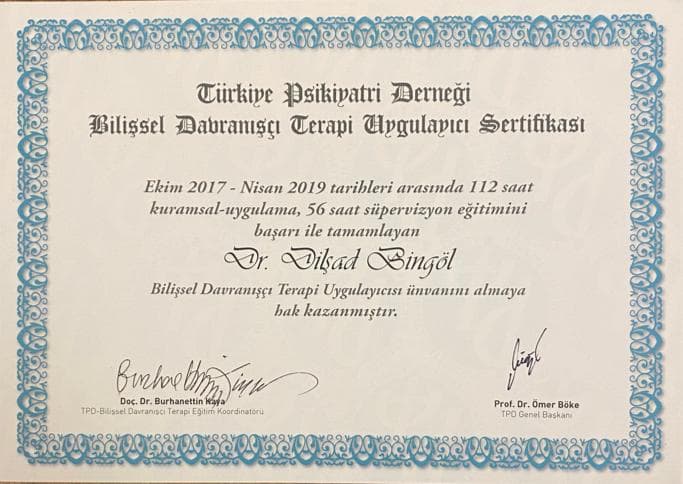 Türkiye Psikiyatri Derneği
Bilişsel Davranışçı Terapi Uygulayıcı Sertifikası
Ekim 2017 - Nisan 2019 tarihleri arasında 112 saat
kuramsal-uygulama, 56 saat süpervizyon eğitimini
başarı ile tamamlayan
Dr. Dilşad Bingöl
Bilişsel Davranışçı Terapi Uygulayıcısı ünvanını almaya
hak kazanmıştır.
Doç. Dr. Burhanettin Kaya
TPD-Bilişsel Davranışçı Terapi Eğitim Koordinatörü
Prof. Dr. Ömer Böke
TPD Genel Başkanı